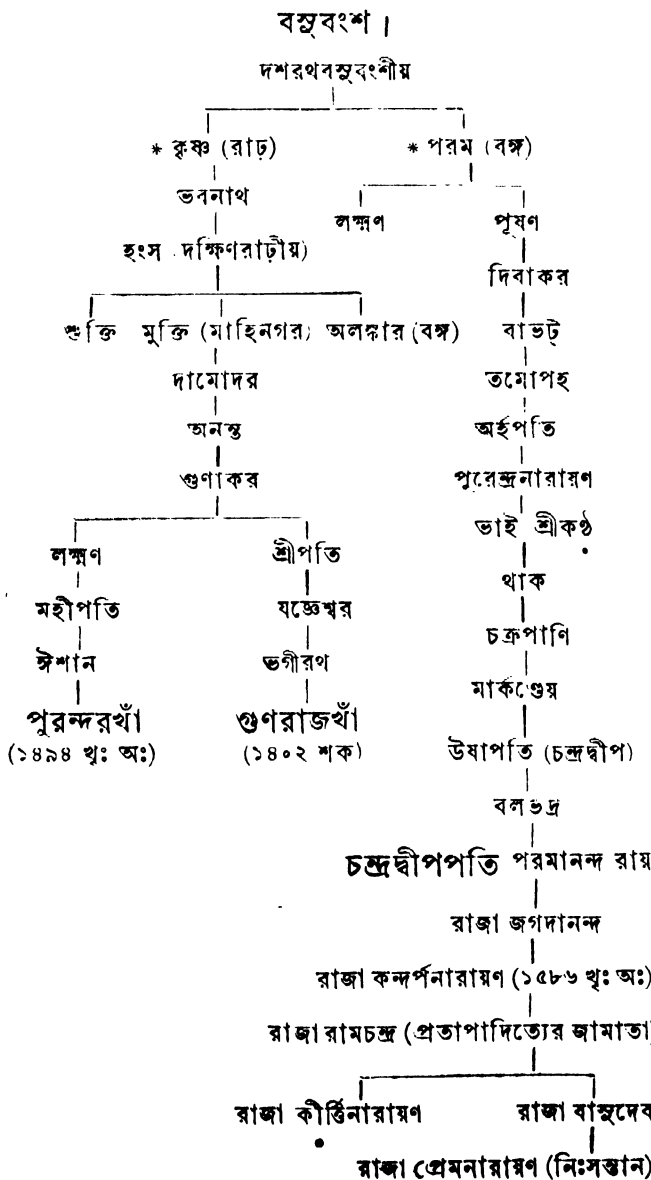 বসুবংশ।
দশরথবসুবংশীয়
* কৃষ্ণ (রাঢ়) * পরম (বঙ্গ)
ভবনাথ লক্ষ্মণ পূষণ
হংস দক্ষিণরাঢ়ীয়)
দিবাকর
শুক্তি মুক্তি (মাহিনগর) অলঙ্কার (বঙ্গ) বাভট্
দামোদর তমোপহ
অনন্ত অর্হপতি
গুণাকর পুরেন্দ্রনারায়ণ
লক্ষ্মণ শ্রীপতি ভাই শ্রীকণ্ঠ
মহীপতি যজ্ঞেশ্বর থাক
ঈশান ভগীরথ চক্রপাণি
মার্কণ্ডেয়
পুরন্দরখাঁ গুণরাজখাঁ
(১৪৯৪ খৃঃ অঃ) (১৪০২ শক) উষাপতি (চন্দ্রদ্বীপ)
বলভদ্র
চন্দ্রদ্বীপপতি পরমানন্দ রায়
রাজা জগদানন্দ
রাজা কন্দর্পনারায়ণ (১৫৮৬ খৃঃ অঃ)
রাজা রামচন্দ্র (প্রতাপাদিত্যের জামাতা)
রাজা কীর্ত্তিনারায়ণ রাজা বাসুদেব
রাজা প্রেমনারায়ণ (নিঃসন্তান)